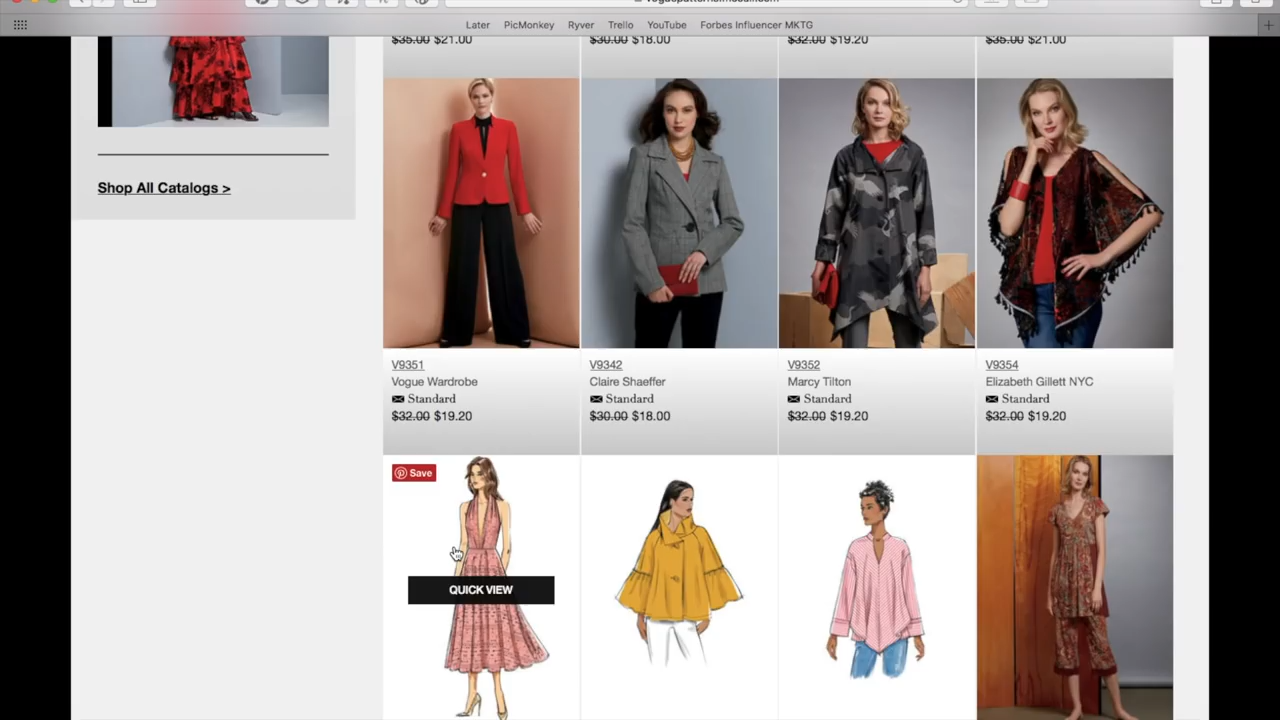 Later PicMonkey Ryver Trello YouTube Forbes Influencer MKTG
$35.00 $21.00
$30.00 $18.00
$32.00 $19.20
$35.00 $21.00
Shop All Catalogs >
V9351
Vogue Wardrobe
Standard
$32.00 $19.20
V9342
Claire Shaeffer
Standard
$30.00 $18.00
V9352
Marcy Tilton
Standard
$32.00 $19.20
V9354
Elizabeth Gillett NYC
Standard
$32.00 $19.20
Save
QUICK VIEW